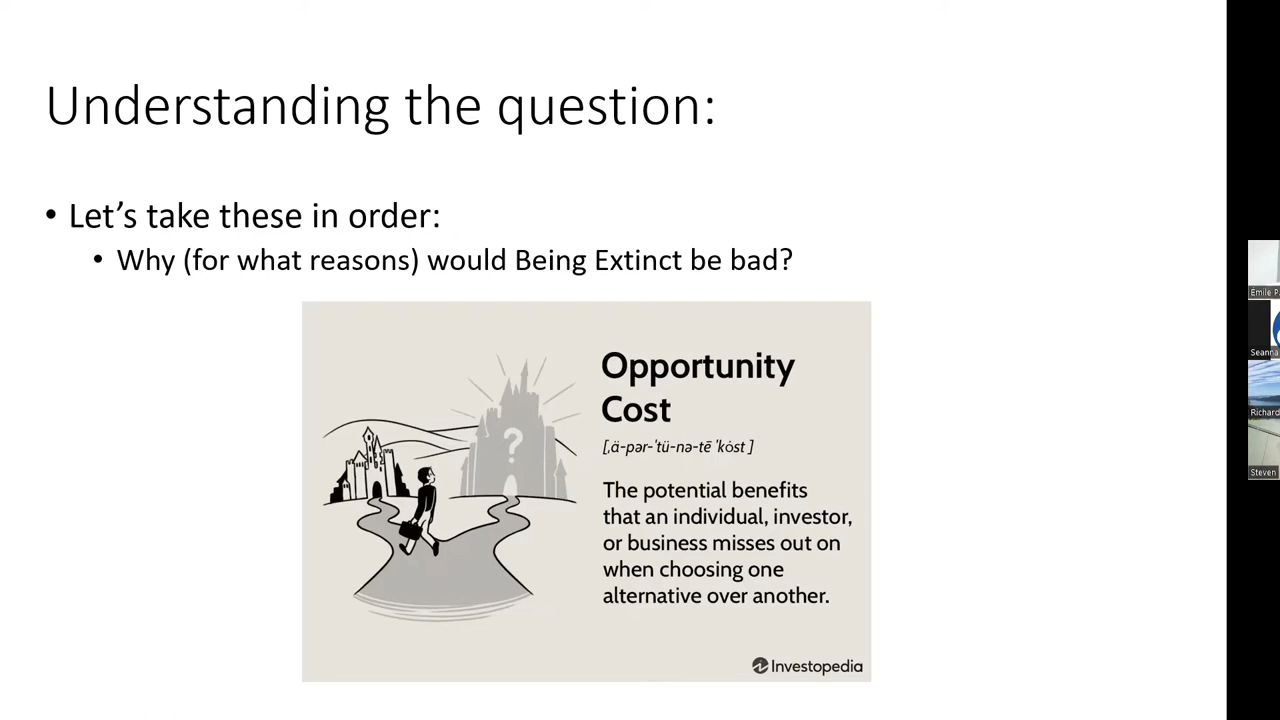 Understanding the question:
• Let’s take these in order:
• Why (for what reasons) would Being Extinct be bad?
?
Opportunity
Cost
[ˌä-pər-ˈtü-nə-tē ˈkȯst ]
The potential benefits
that an individual, investor,
or business misses out on
when choosing one
alternative over another.
Investopedia
Emile P
Seanna
Richard
Steven